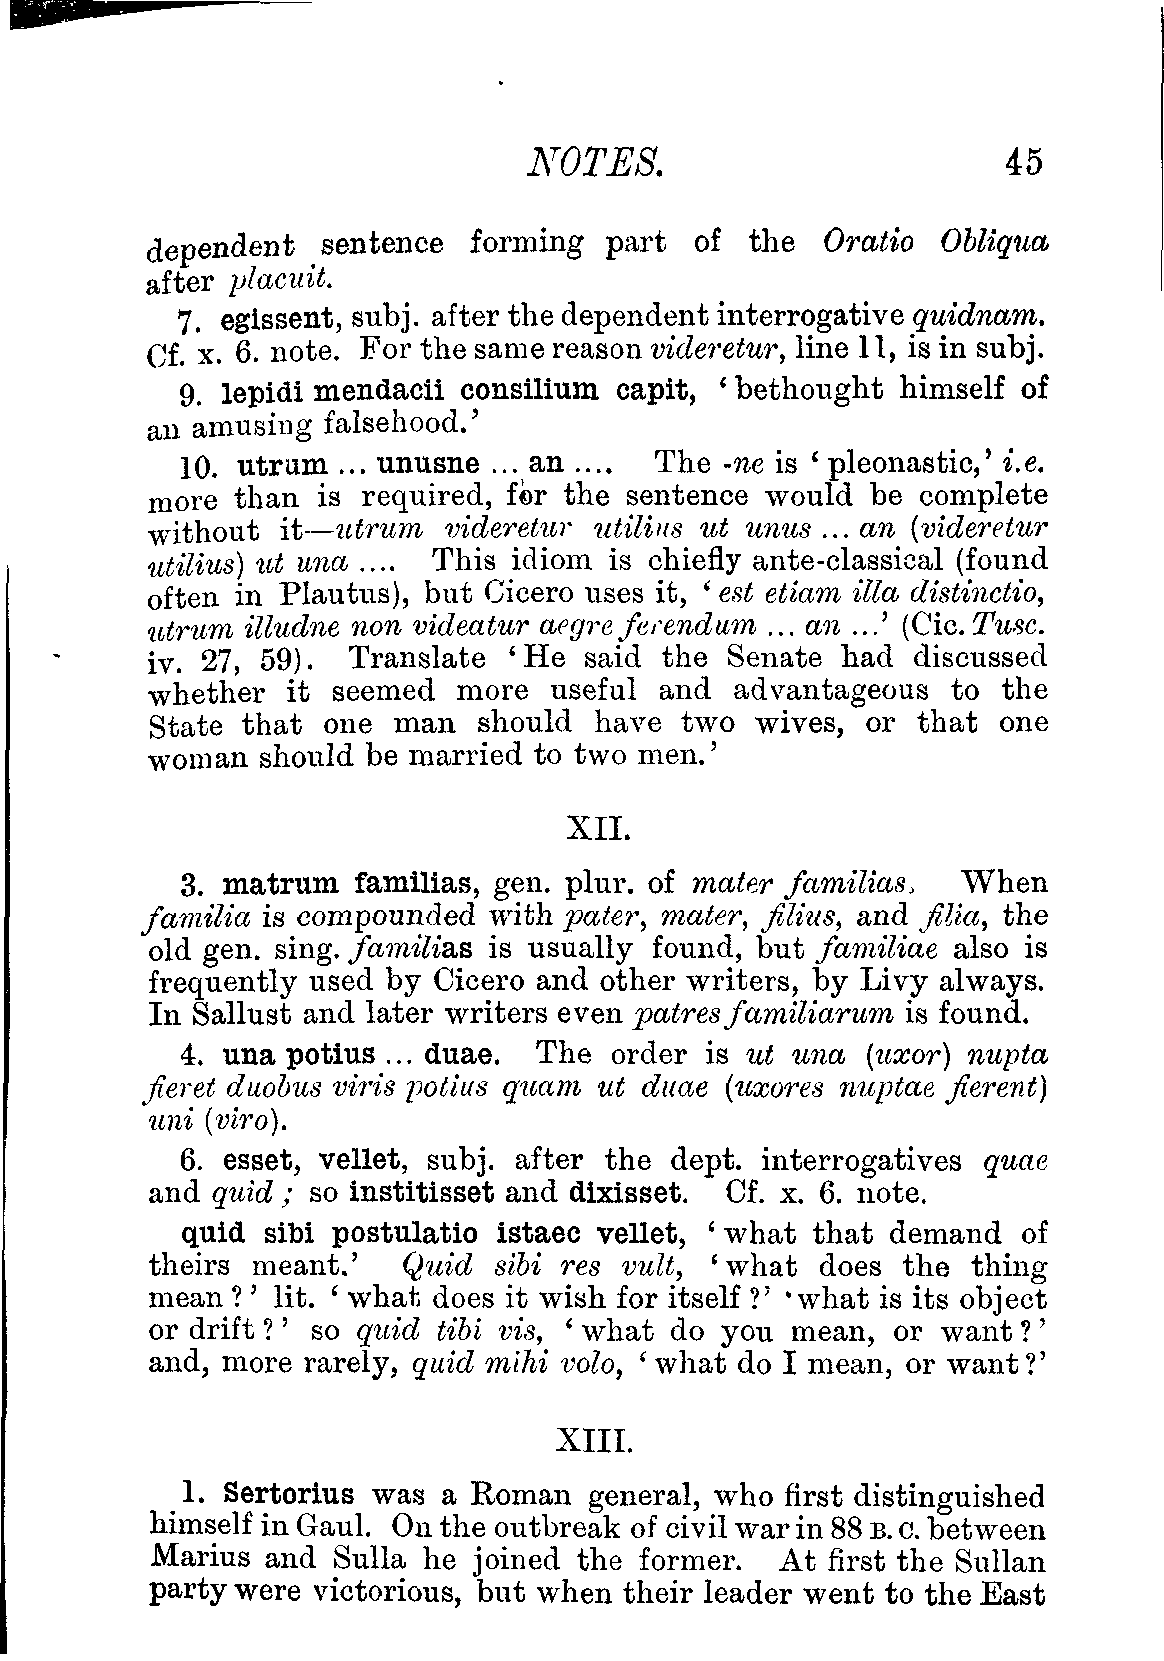 NOTES. 45
dependent sentence forming part of the Oratio Obliqua
after placuit.
7. egissent, subj. after the dependent interrogative quidnam.
Cf. x. 6. note. For the same reason videretur, line 11, is in subj.
9. lepidi mendacii consilium capit, ‘bethought himself of
an amusing falsehood.’
10. utrum ... unusne ... an .... The -ne is ‘pleonastic,’ i.e.
more than is required, for the sentence would be complete
without it—utrum videretur utilius ut unus ... an (videretur
utilius) ut una .... This idiom is chiefly ante-classical (found
often in Plautus), but Cicero uses it, ‘est etiam illa distinctio,
utrum illudne non videatur aegre ferendum ... an ...’ (Cic. Tusc.
iv. 27, 59). Translate ‘He said the Senate had discussed
whether it seemed more useful and advantageous to the
State that one man should have two wives, or that one
woman should be married to two men.’
XII.
3. matrum familias, gen. plur. of mater familias. When
familia is compounded with pater, mater, filius, and filia, the
old gen. sing. familias is usually found, but familiae also is
frequently used by Cicero and other writers, by Livy always.
In Sallust and later writers even patres familiarum is found.
4. una potius ... duae. The order is ut una (uxor) nupta
fieret duobus viris potius quam ut duae (uxores nuptae fierent)
uni (viro).
6. esset, vellet, subj. after the dept. interrogatives quae
and quid; so institisset and dixisset. Cf. x. 6. note.
quid sibi postulatio istaec vellet, ‘what that demand of
theirs meant.’ Quid sibi res vult, ‘what does the thing
mean?’ lit. ‘what does it wish for itself?’ ‘what is its object
or drift?’ so quid tibi vis, ‘what do you mean, or want?’
and, more rarely, quid mihi volo, ‘what do I mean, or want?’
XIII.
1. Sertorius was a Roman general, who first distinguished
himself in Gaul. On the outbreak of civil war in 88 B.C. between
Marius and Sulla he joined the former. At first the Sullan
party were victorious, but when their leader went to the East